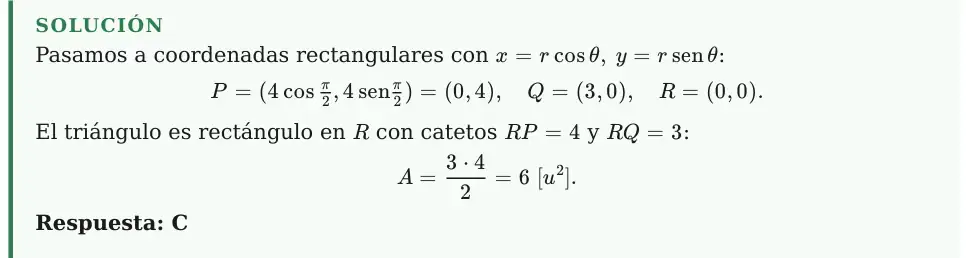 SOLUCIÓN
Pasamos a coordenadas rectangulares con x = r cos θ, y = r sen θ:
P = (4 cos π/2, 4 sen π/2) = (0, 4), Q = (3, 0), R = (0, 0).
El triángulo es rectángulo en R con catetos RP = 4 y RQ = 3:
A = 3 · 4 / 2 = 6 [u²].
Respuesta: C